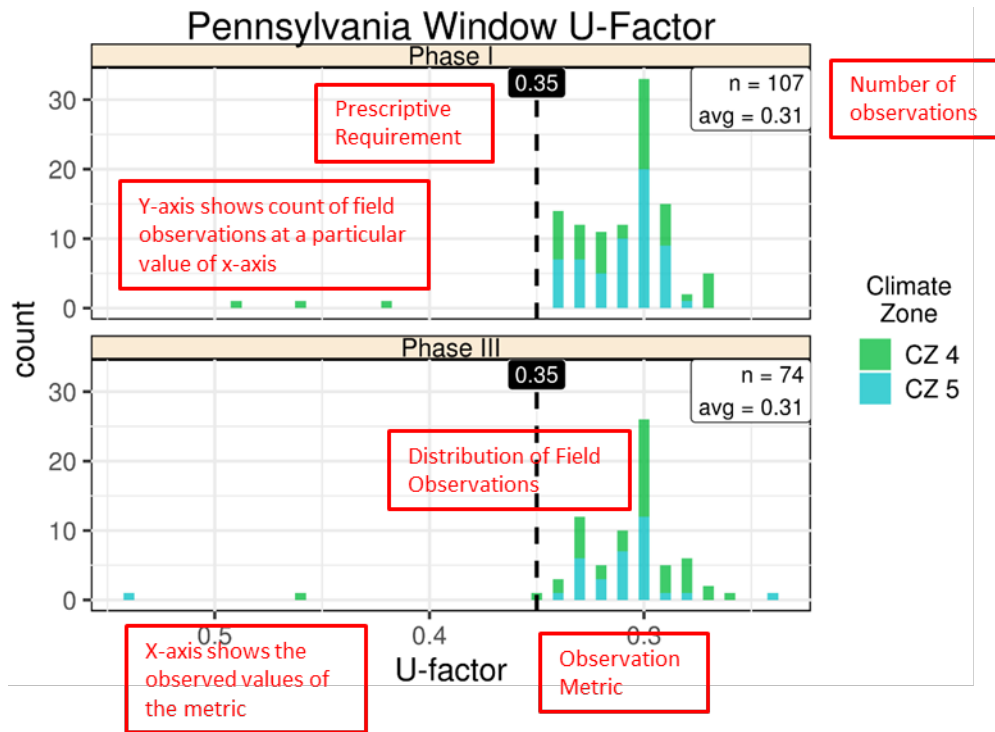 Pennsylvania Window U-Factor
Phase I
0.35
n = 107
avg = 0.31
Number of
observations
Prescriptive
Requirement
Y-axis shows count of field
observations at a particular
value of x-axis
30
20
10
0
count
Climate
Zone
CZ 4
CZ 5
Phase III
0.35
n = 74
avg = 0.31
Distribution of Field
Observations
30
20
10
0
0.5
0.4
0.3
U-factor
X-axis shows the
observed values of
the metric
Observation
Metric